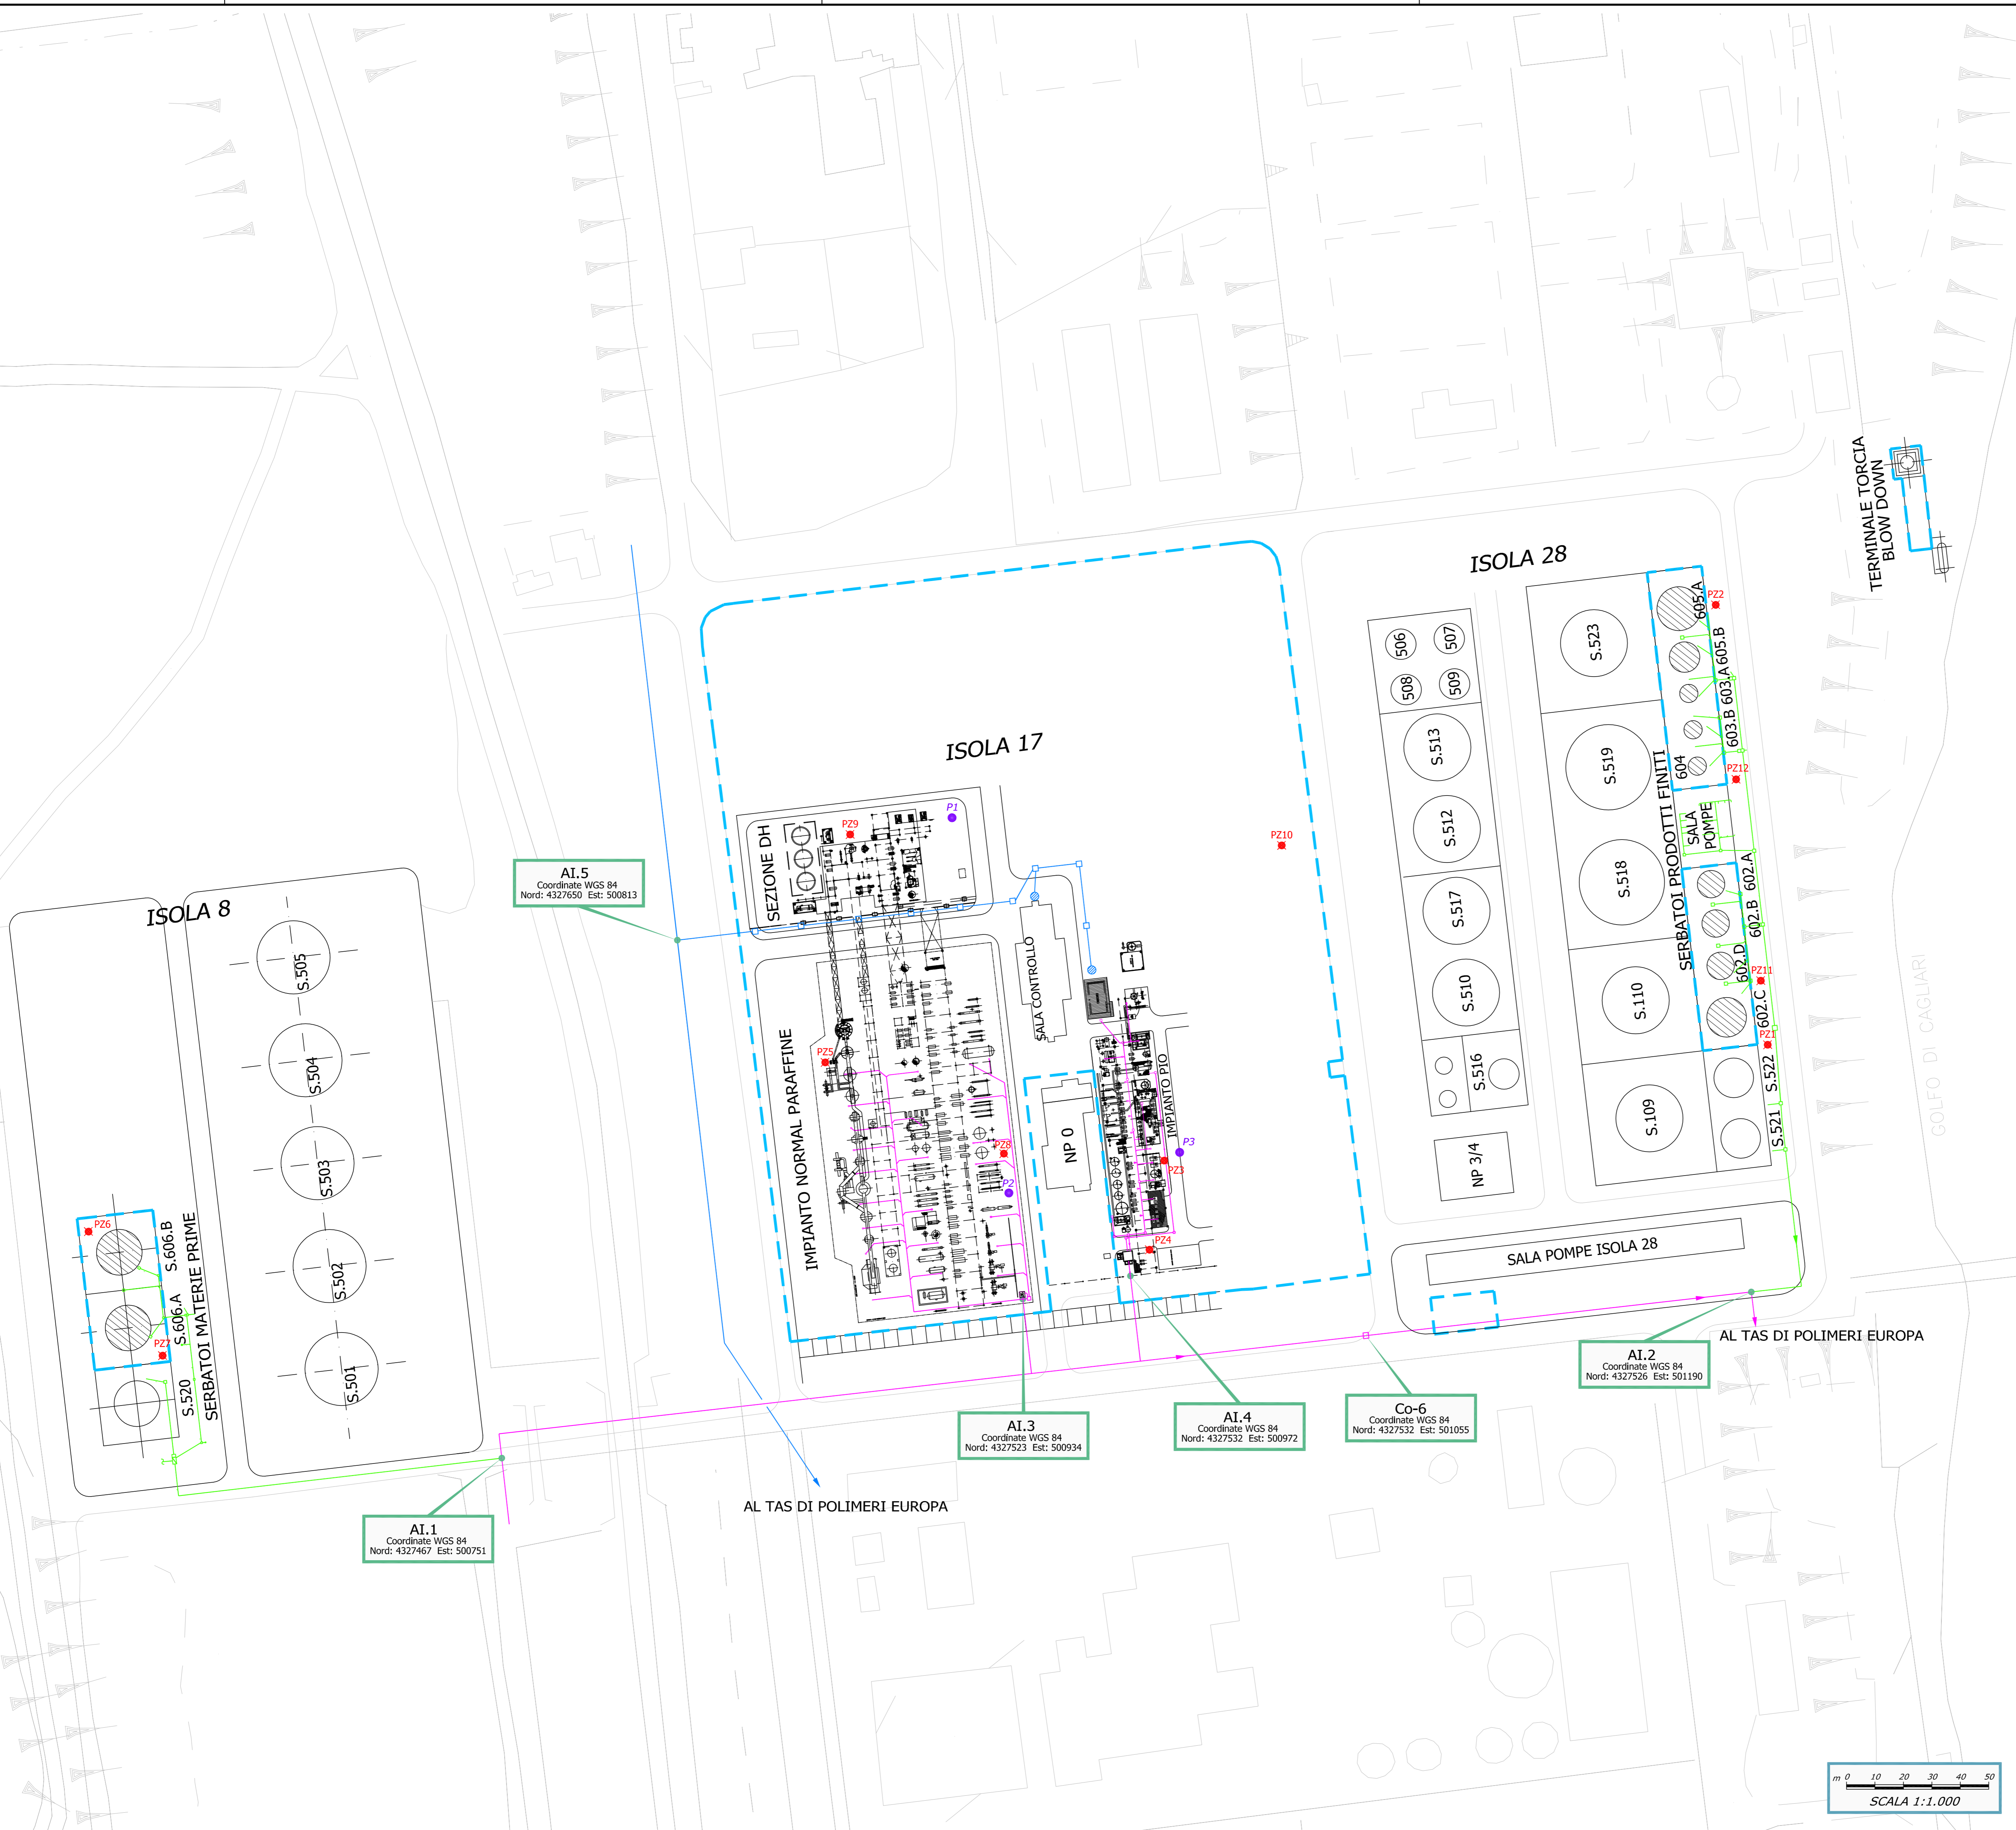 TERMINALE TORCIA
BLOW DOWN
ISOLA 28
605.A
PZ2
S.523
506
507
508
509
605.B
603.A
603.B
604
PZ12
S.513
S.519
ISOLA 17
SERBATOI PRODOTTI FINITI
SALA
POMPE
S.512
S.518
602.A
602.B
602.D
602.C
PZ11
PZ1
S.517
S.510
S.110
S.516
S.522
S.521
S.109
NP 3/4
SALA POMPE ISOLA 28
GOLFO DI CAGLIARI
P1
PZ9
PZ10
SEZIONE DH
AI.5
Coordinate WGS 84
Nord: 4327650 Est: 500813
ISOLA 8
S.505
S.504
S.503
S.502
S.501
SALA CONTROLLO
IMPIANTO NORMAL PARAFFINE
PZ5
IMPIANTO PIO
NP 0
PZ8
P2
P3
PZ3
PZ4
PZ6
S.606.B
S.606.A
PZ7
S.520
SERBATOI MATERIE PRIME
AL TAS DI POLIMERI EUROPA
AI.2
Coordinate WGS 84
Nord: 4327526 Est: 501190
Co-6
Coordinate WGS 84
Nord: 4327532 Est: 501055
AI.4
Coordinate WGS 84
Nord: 4327532 Est: 500972
AI.3
Coordinate WGS 84
Nord: 4327523 Est: 500934
AL TAS DI POLIMERI EUROPA
AI.1
Coordinate WGS 84
Nord: 4327467 Est: 500751
m 0 10 20 30 40 50
SCALA 1:1.000